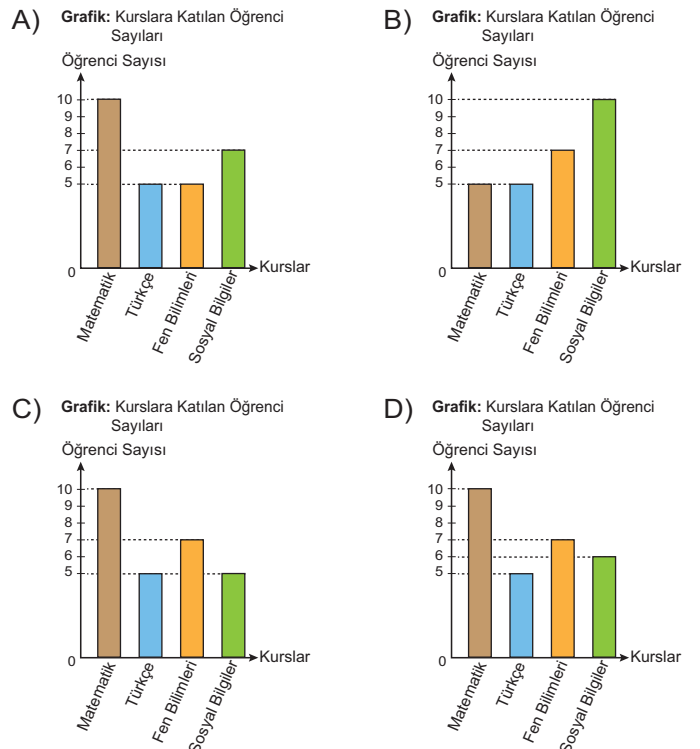 A) Grafik: Kurslara Katılan Öğrenci
Sayıları
Öğrenci Sayısı
10
9
8
7
6
5
0
Kurslar
Matematik
Türkçe
Fen Bilimleri
Sosyal Bilgiler
B) Grafik: Kurslara Katılan Öğrenci
Sayıları
Öğrenci Sayısı
10
9
8
7
6
5
0
Kurslar
Matematik
Türkçe
Fen Bilimleri
Sosyal Bilgiler
C) Grafik: Kurslara Katılan Öğrenci
Sayıları
Öğrenci Sayısı
10
9
8
7
6
5
0
Kurslar
Matematik
Türkçe
Fen Bilimleri
Sosyal Bilgiler
D) Grafik: Kurslara Katılan Öğrenci
Sayıları
Öğrenci Sayısı
10
9
8
7
6
5
0
Kurslar
Matematik
Türkçe
Fen Bilimleri
Sosyal Bilgiler